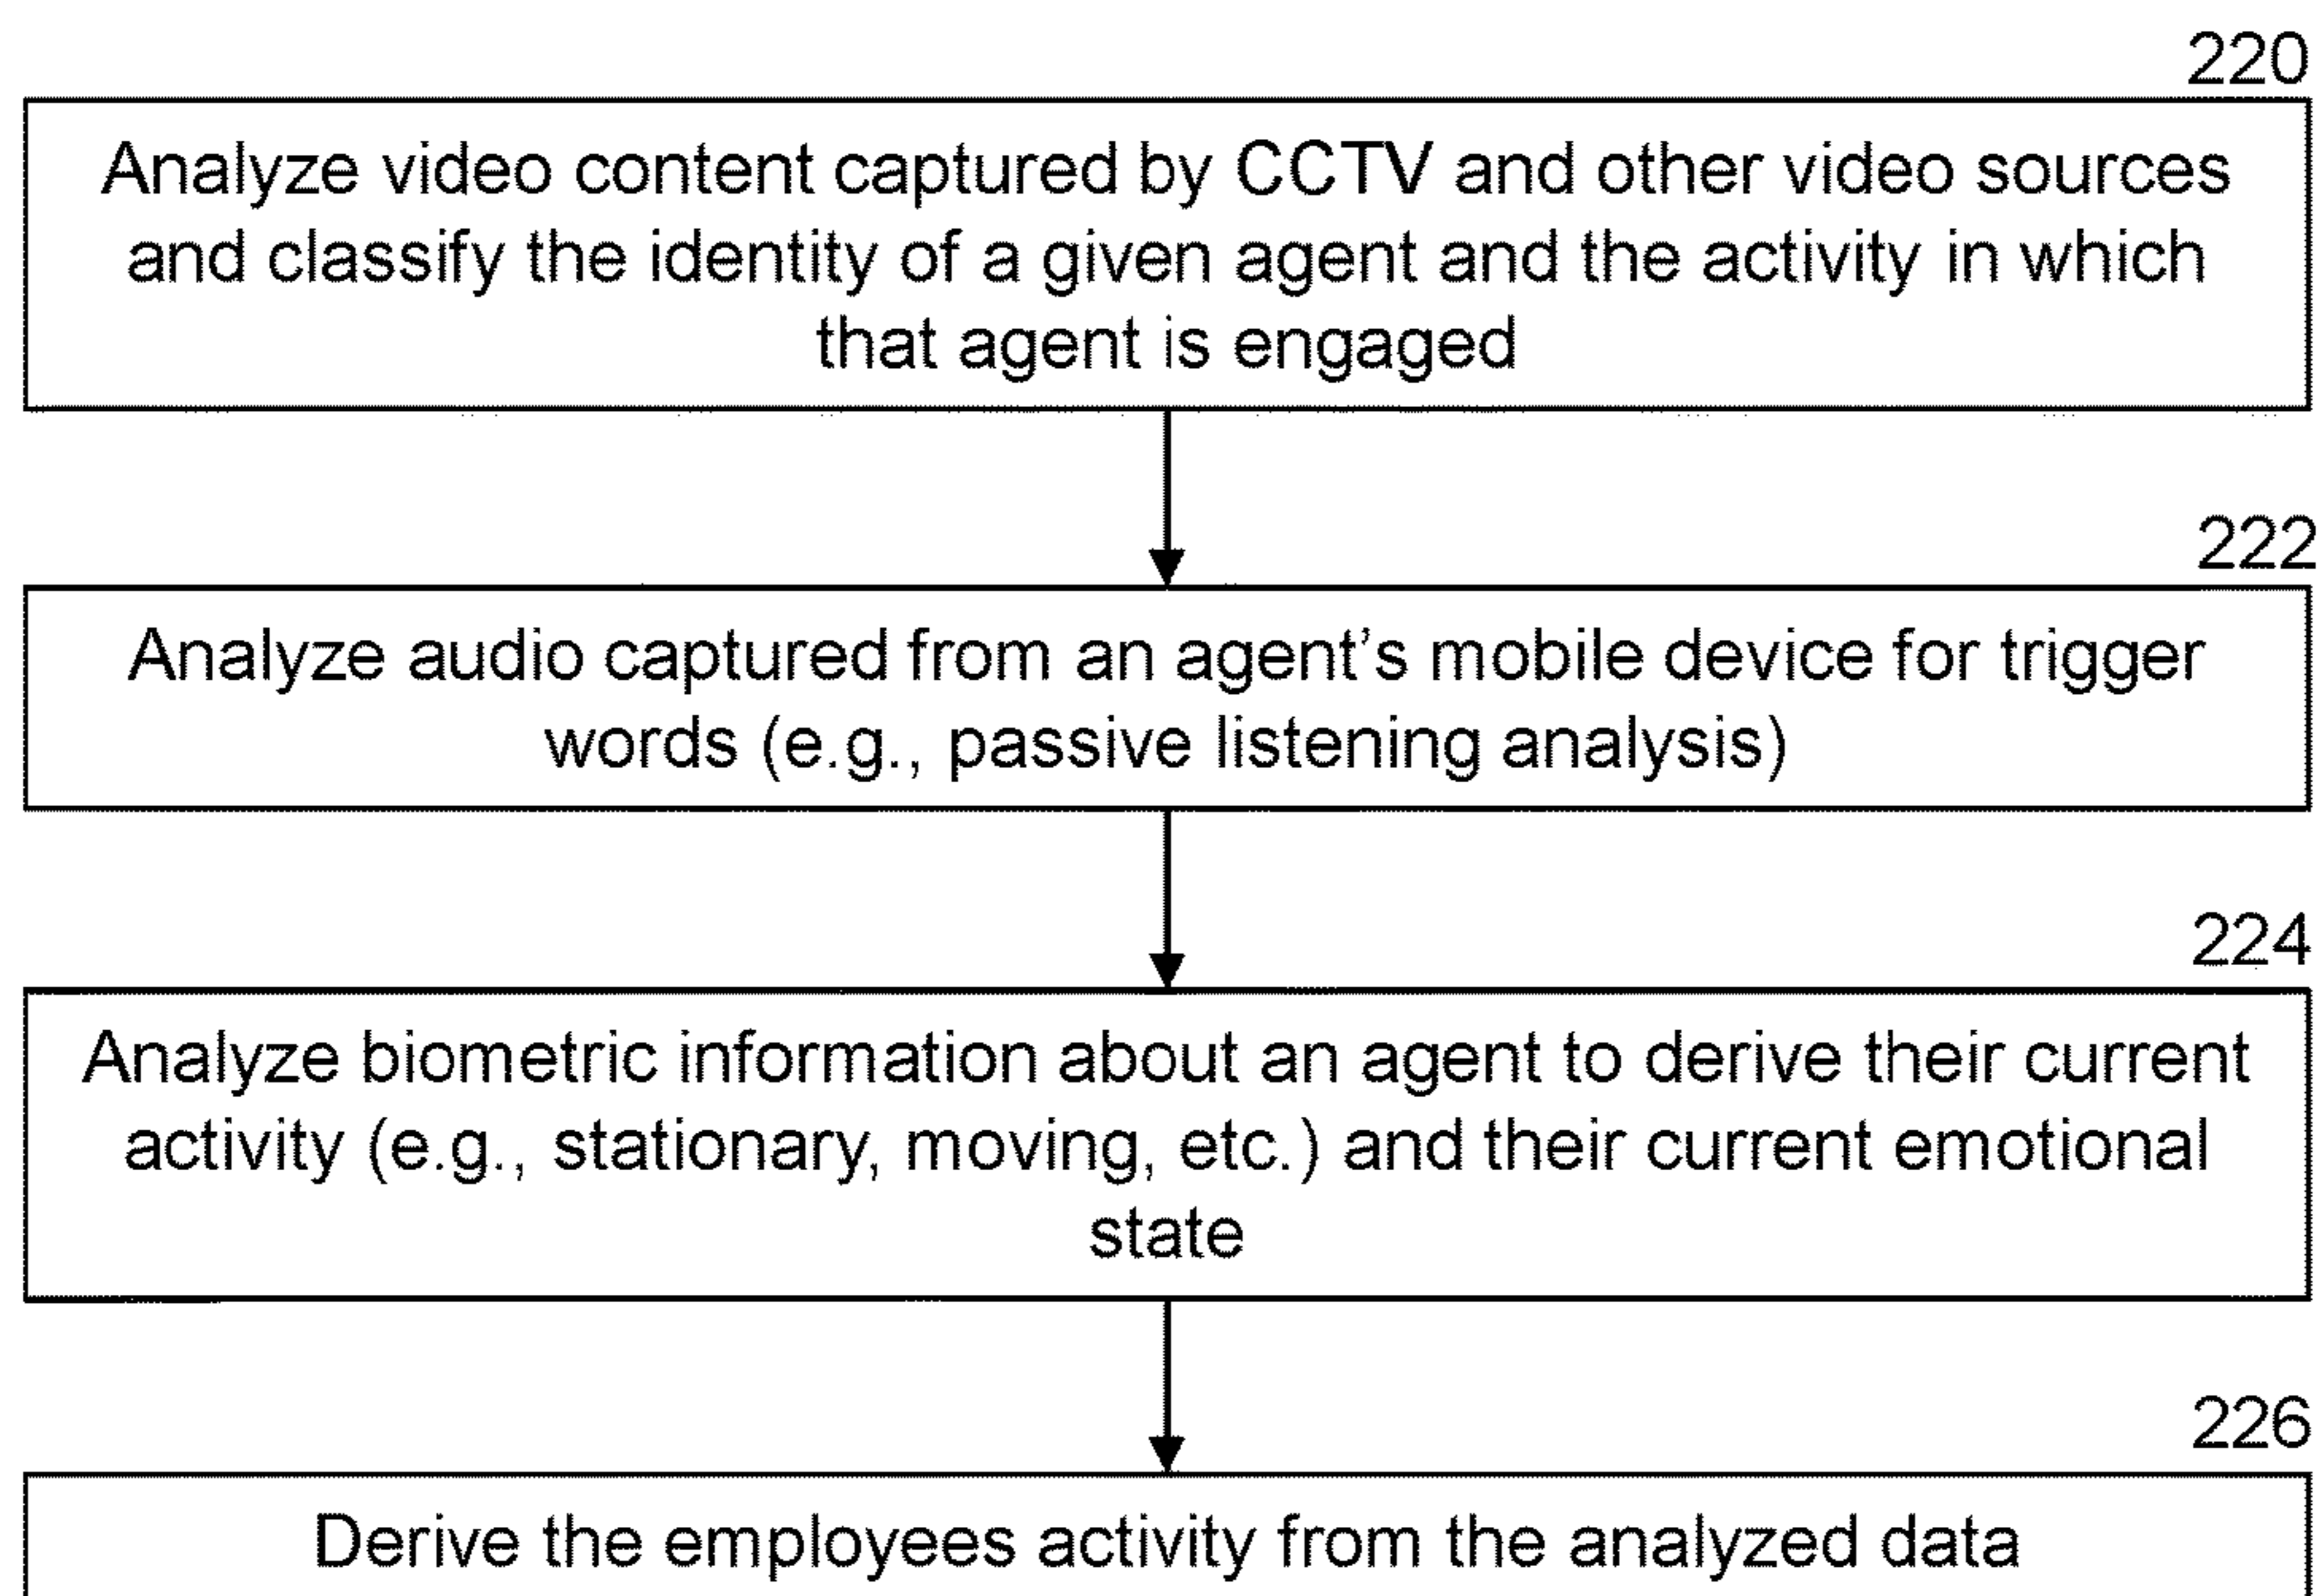 220
Analyze video content captured by CCTV and other video sources
and classify the identity of a given agent and the activity in which
that agent is engaged
222
Analyze audio captured from an agent's mobile device for trigger
words (e.g., passive listening analysis)
224
Analyze biometric information about an agent to derive their current
activity (e.g., stationary, moving, etc.) and their current emotional
state
226
Derive the employees activity from the analyzed data